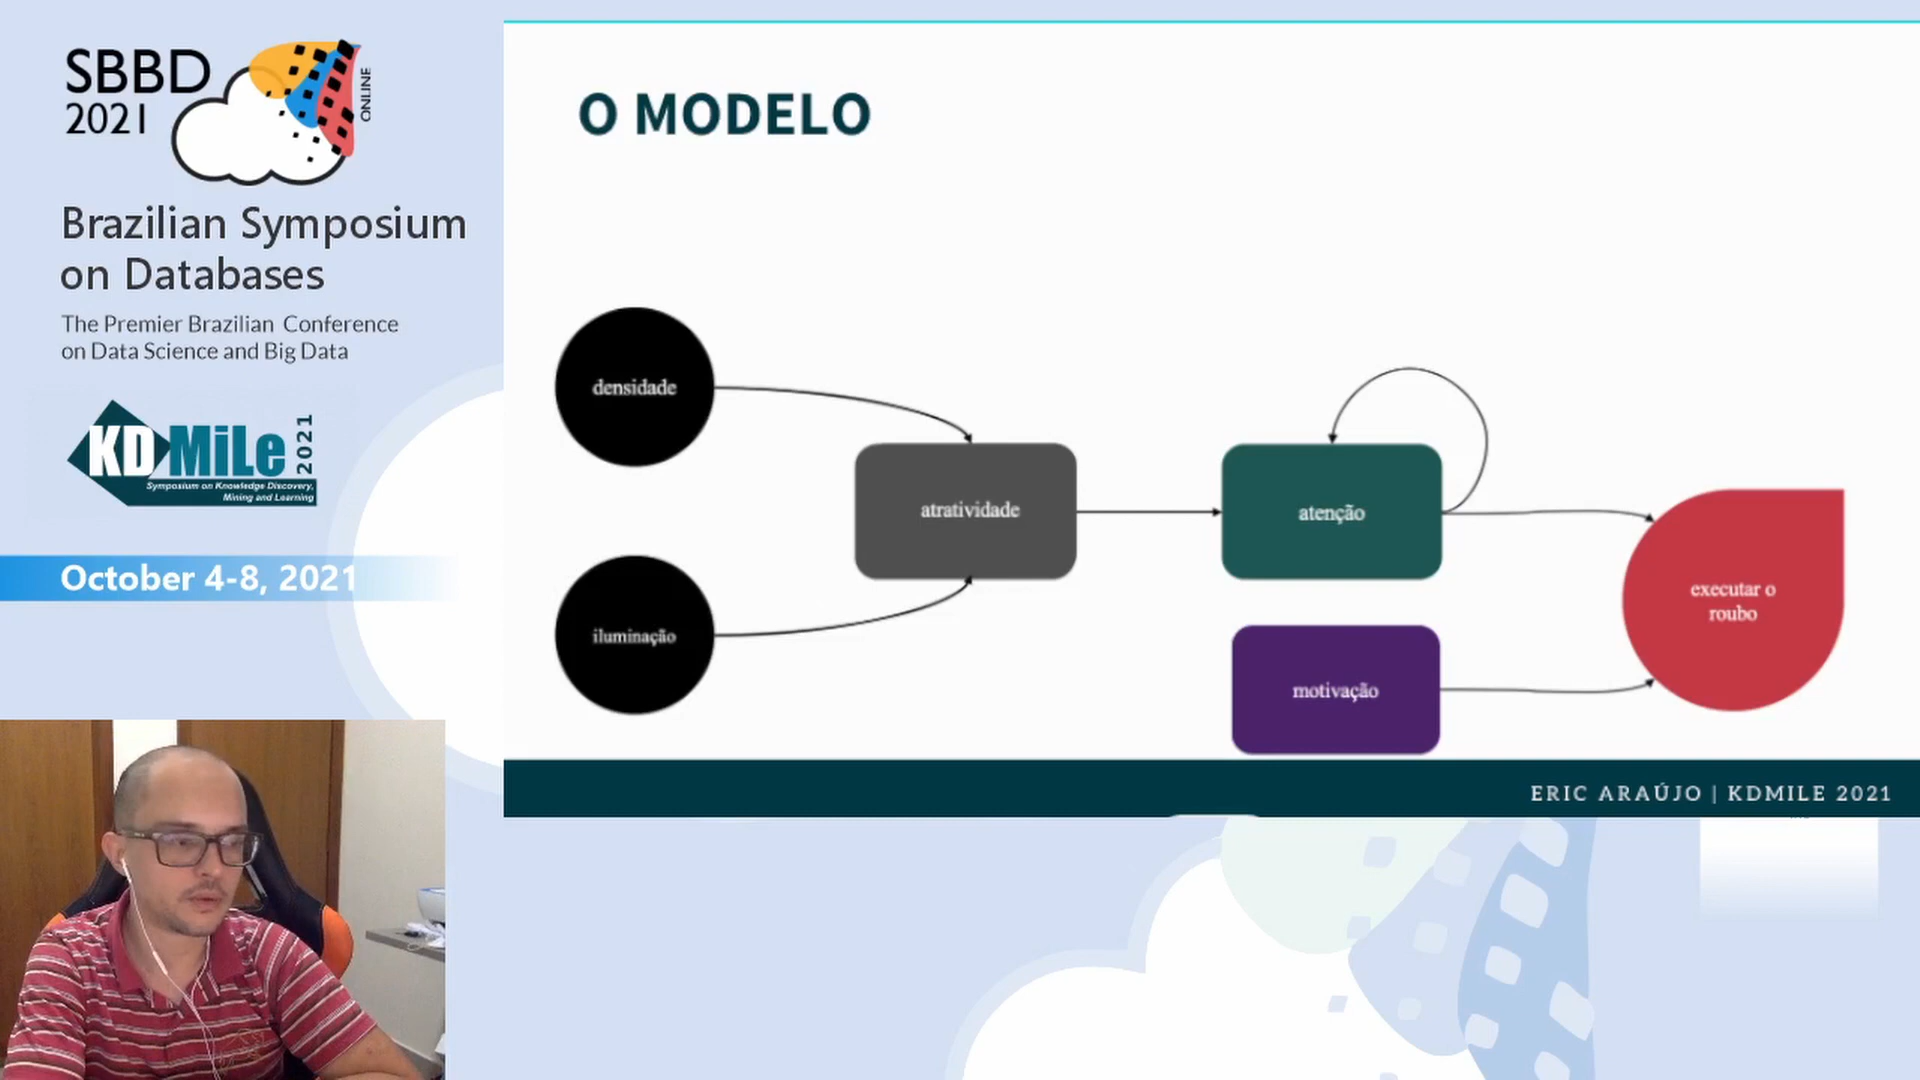 SBBD
2021
ONLINE
Brazilian Symposium
on Databases
The Premier Brazilian Conference
on Data Science and Big Data
KDMiLe
2021
Symposium on Knowledge Discovery,
Mining and Learning
October 4-8, 2021
O MODELO
densidade
iluminação
atratividade
atenção
motivação
executar o
roubo
ERIC ARAÚJO | KDMILE 2021